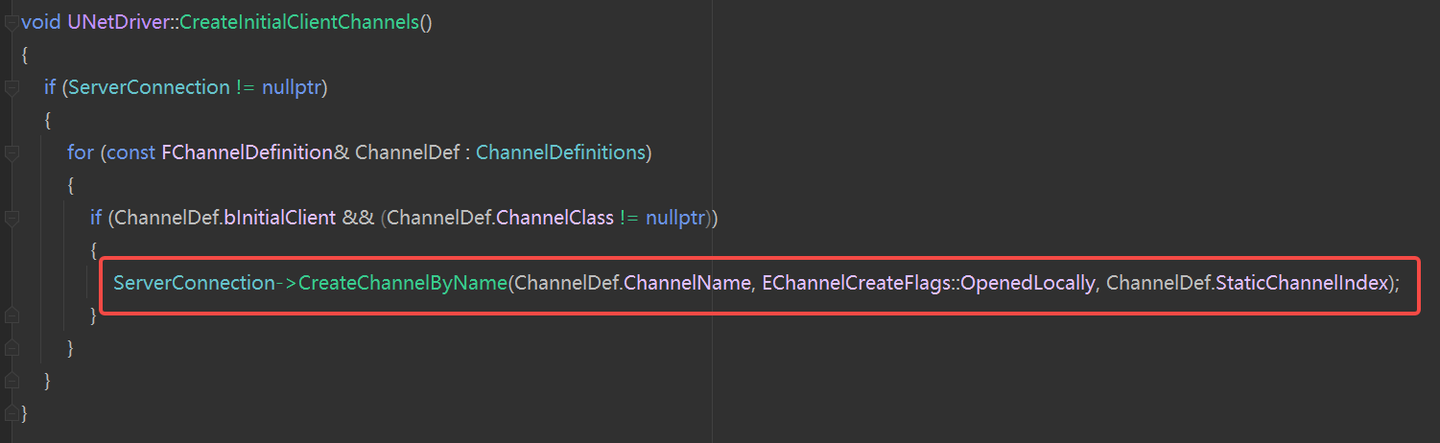 void UNetDriver::CreateInitialClientChannels()
{
if (ServerConnection != nullptr)
{
for (const FChannelDefinition& ChannelDef : ChannelDefinitions)
{
if (ChannelDef.bInitialClient && (ChannelDef.ChannelClass != nullptr))
{
ServerConnection->CreateChannelByName(ChannelDef.ChannelName, EChannelCreateFlags::OpenedLocally, ChannelDef.StaticChannelIndex);
}
}
}
}